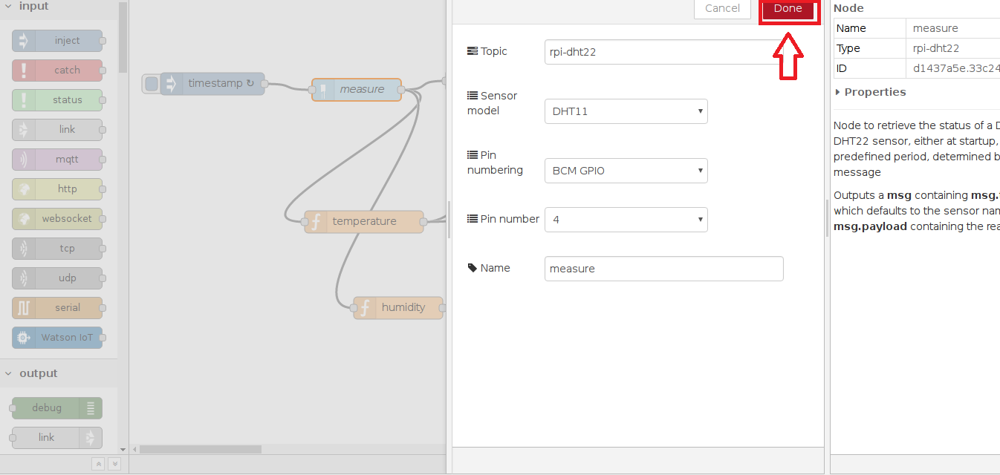 input
inject
catch
status
link
mqtt
http
websocket
tcp
udp
serial
Watson IoT
output
debug
link
timestamp ↻
measure
temperature
humidity
Cancel
Done
Topic
rpi-dht22
Sensor
model
DHT11
Pin
numbering
BCM GPIO
Pin number
4
Name
measure
Node
Name measure
Type rpi-dht22
ID d1437a5e.33c24
Properties
Node to retrieve the status of a D
DHT22 sensor, either at startup,
predefined period, determined b
message
Outputs a msg containing msg.
which defaults to the sensor nam
msg.payload containing the rea